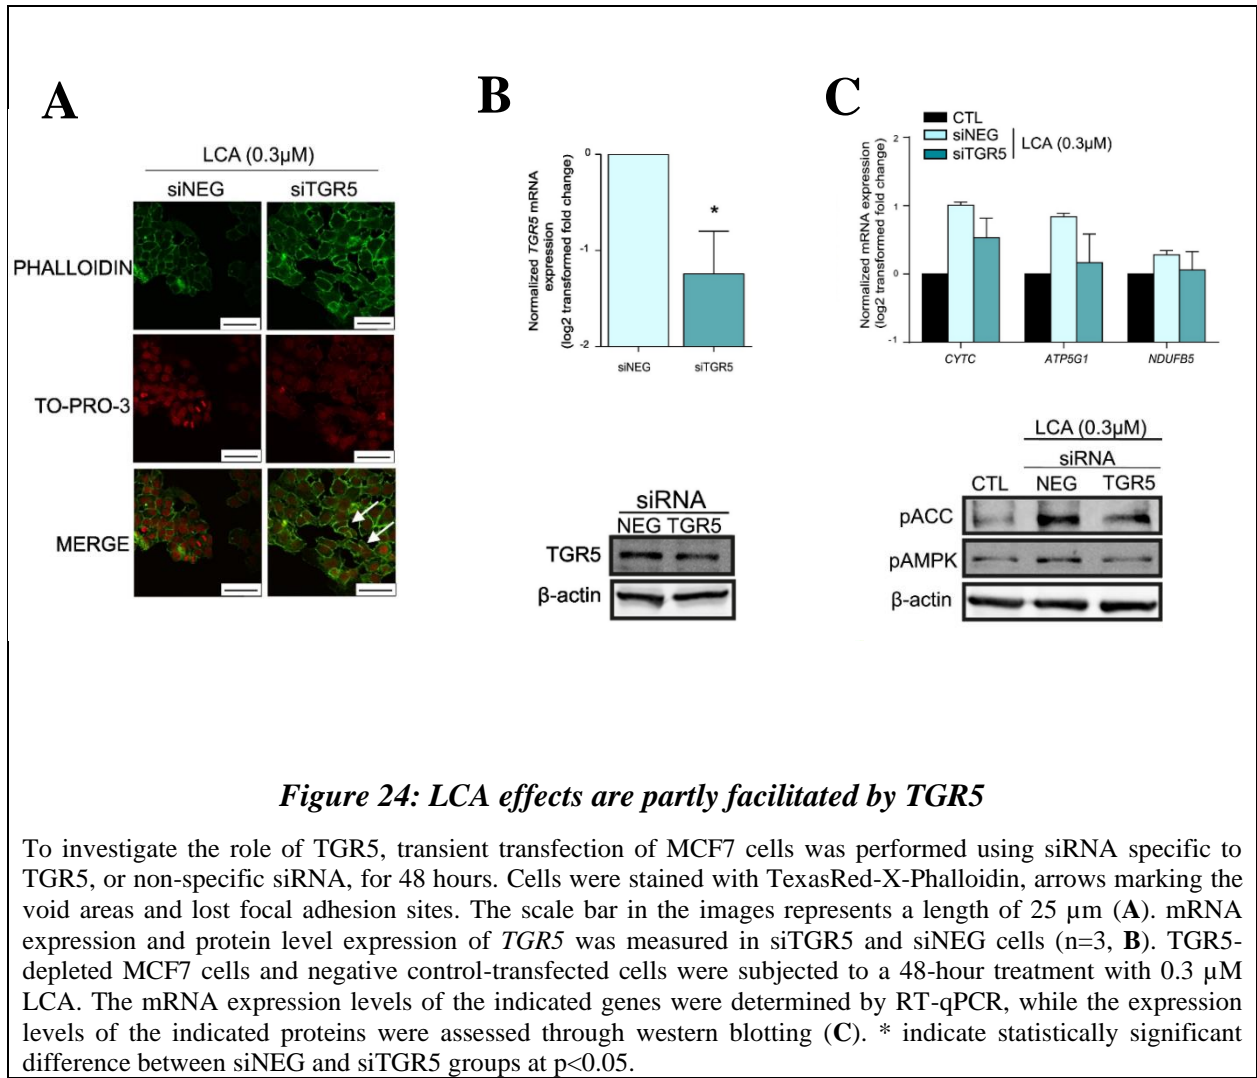 A
LCA (0.3µM)
siNEG siTGR5
PHALLOIDIN
TO-PRO-3
MERGE
B
Normalized TGR5 mRNA
expression
(log2 transformed fold change)
0
-1
-2
*
siNEG siTGR5
siRNA
NEG TGR5
TGR5
β-actin
C
CTL
siNEG
siTGR5
LCA (0.3µM)
Normalized mRNA expression
(log2 transformed fold change)
2
1
0
-1
CYTC ATP5G1 NDUFB5
LCA (0.3µM)
siRNA
CTL NEG TGR5
pACC
pAMPK
β-actin
Figure 24: LCA effects are partly facilitated by TGR5
To investigate the role of TGR5, transient transfection of MCF7 cells was performed using siRNA specific to
TGR5, or non-specific siRNA, for 48 hours. Cells were stained with TexasRed-X-Phalloidin, arrows marking the
void areas and lost focal adhesion sites. The scale bar in the images represents a length of 25 µm (A). mRNA
expression and protein level expression of TGR5 was measured in siTGR5 and siNEG cells (n=3, B). TGR5-
depleted MCF7 cells and negative control-transfected cells were subjected to a 48-hour treatment with 0.3 µM
LCA. The mRNA expression levels of the indicated genes were determined by RT-qPCR, while the expression
levels of the indicated proteins were assessed through western blotting (C). * indicate statistically significant
difference between siNEG and siTGR5 groups at p<0.05.